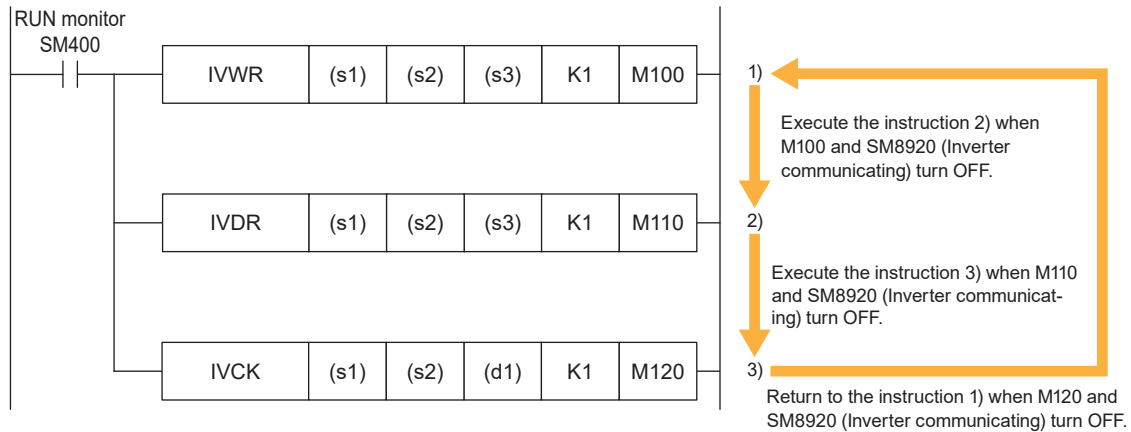 RUN monitor
SM400
IVWR (s1) (s2) (s3) K1 M100
1)
Execute the instruction 2) when
M100 and SM8920 (Inverter
communicating) turn OFF.
IVDR (s1) (s2) (s3) K1 M110
2)
Execute the instruction 3) when M110
and SM8920 (Inverter communicat-
ing) turn OFF.
IVCK (s1) (s2) (d1) K1 M120
3)
Return to the instruction 1) when M120 and
SM8920 (Inverter communicating) turn OFF.